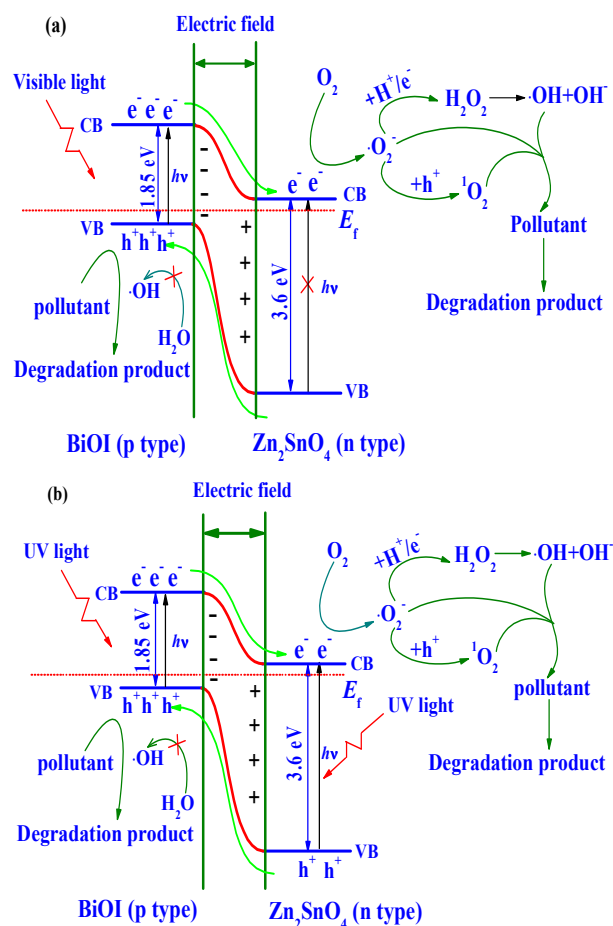 (a)
Electric field
Visible light
O₂
+H⁺/e⁻
H₂O₂
·OH+OH⁻
e⁻ e⁻ e⁻
CB
·O₂⁻
1.85 eV
hν
- - - -
e⁻ e⁻
CB
+h⁺
¹O₂
E_f
VB
h⁺h⁺h⁺
+ + + +
Pollutant
·OH
3.6 eV
hν
pollutant
H₂O
Degradation product
Degradation product
VB
BiOI (p type)
Zn₂SnO₄ (n type)
(b)
Electric field
UV light
O₂
+H⁺/e⁻
H₂O₂
·OH+OH⁻
e⁻ e⁻ e⁻
CB
·O₂⁻
1.85 eV
hν
- - - -
e⁻ e⁻
CB
+h⁺
¹O₂
E_f
VB
h⁺h⁺h⁺
+ + + +
pollutant
UV light
·OH
3.6 eV
hν
pollutant
H₂O
Degradation product
Degradation product
VB
h⁺ h⁺
BiOI (p type)
Zn₂SnO₄ (n type)